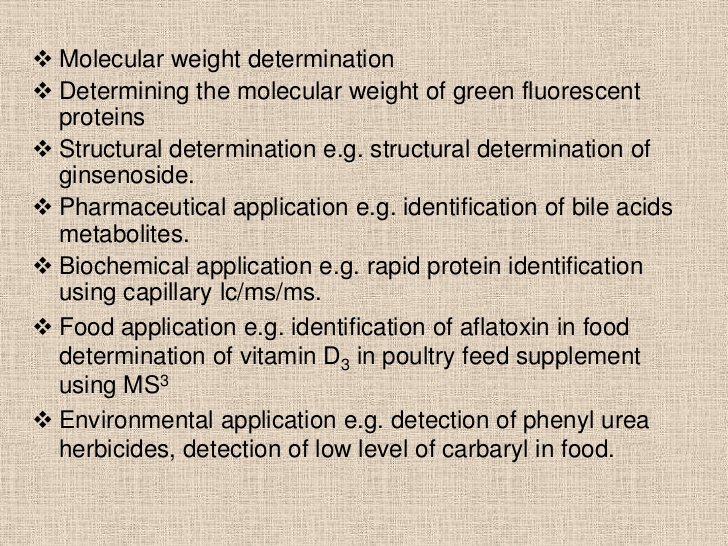 ❖ Molecular weight determination
❖ Determining the molecular weight of green fluorescent
proteins
❖ Structural determination e.g. structural determination of
ginsenoside.
❖ Pharmaceutical application e.g. identification of bile acids
metabolites.
❖ Biochemical application e.g. rapid protein identification
using capillary lc/ms/ms.
❖ Food application e.g. identification of aflatoxin in food
determination of vitamin D₃ in poultry feed supplement
using MS³
❖ Environmental application e.g. detection of phenyl urea
herbicides, detection of low level of carbaryl in food.